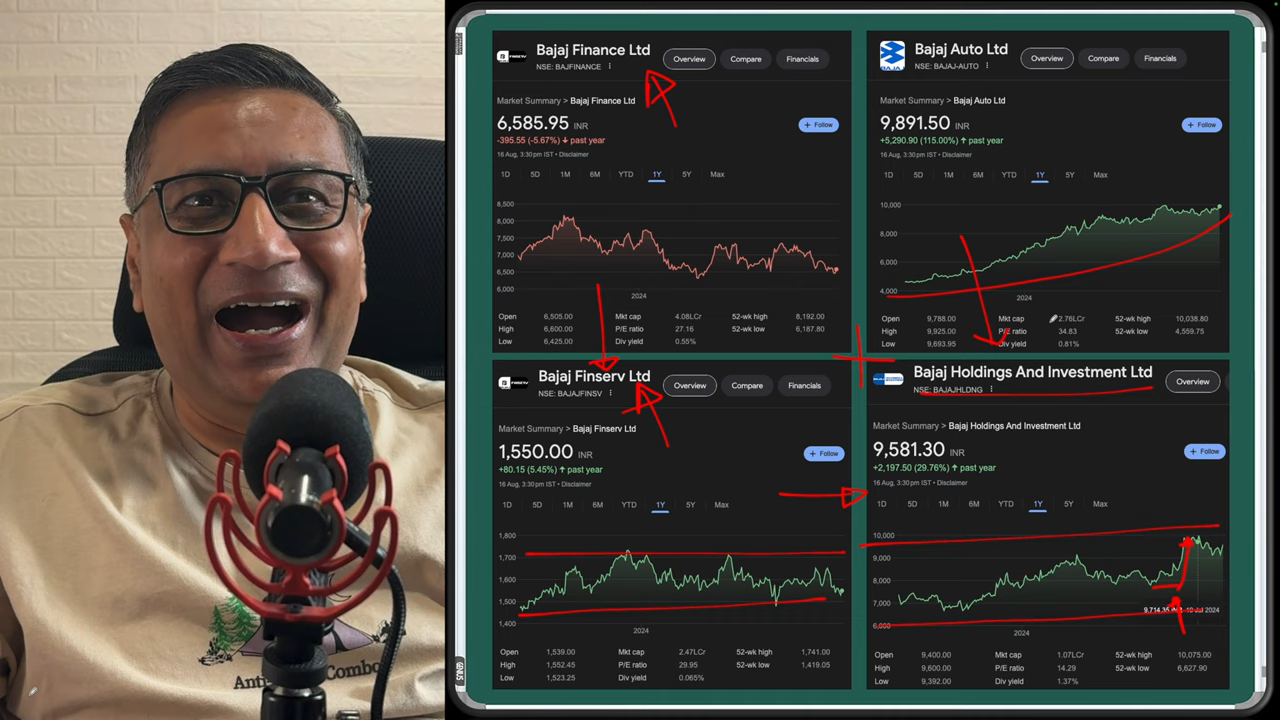 Bajaj Finance Ltd
NSE: BAJFINANCE
Overview
Compare
Financials
Market Summary > Bajaj Finance Ltd
6,585.95 INR
+ Follow
-395.55 (-5.67%) ↓ past year
16 Aug, 3:30 pm IST • Disclaimer
1D 5D 1M 6M YTD 1Y 5Y Max
8,500
8,000
7,500
7,000
6,500
6,000
2024
Open 6,505.00 Mkt cap 4.08LCr 52-wk high 8,192.00
High 6,600.00 P/E ratio 27.16 52-wk low 6,187.80
Low 6,425.00 Div yield 0.55%
Bajaj Auto Ltd
NSE: BAJAJ-AUTO
Overview
Compare
Financials
Market Summary > Bajaj Auto Ltd
9,891.50 INR
+ Follow
+5,290.90 (115.00%) ↑ past year
16 Aug, 3:30 pm IST • Disclaimer
1D 5D 1M 6M YTD 1Y 5Y Max
10,000
8,000
6,000
4,000
2024
Open 9,788.00 Mkt cap 2.76LCr 52-wk high 10,038.80
High 9,925.00 P/E ratio 34.83 52-wk low 4,559.75
Low 9,693.95 Div yield 0.81%
Bajaj Finserv Ltd
NSE: BAJAJFINSV
Overview
Compare
Financials
Market Summary > Bajaj Finserv Ltd
1,550.00 INR
+ Follow
+80.15 (5.45%) ↑ past year
16 Aug, 3:30 pm IST • Disclaimer
1D 5D 1M 6M YTD 1Y 5Y Max
1,800
1,700
1,600
1,500
1,400
2024
Open 1,539.00 Mkt cap 2.47LCr 52-wk high 1,741.00
High 1,552.45 P/E ratio 29.95 52-wk low 1,419.05
Low 1,523.25 Div yield 0.065%
Bajaj Holdings And Investment Ltd
NSE: BAJAJHLDNG
Overview
Market Summary > Bajaj Holdings And Investment Ltd
9,581.30 INR
+ Follow
+2,197.50 (29.76%) ↑ past year
16 Aug, 3:30 pm IST • Disclaimer
1D 5D 1M 6M YTD 1Y 5Y Max
10,000
9,000
8,000
7,000
6,000
9,714.35 10 Jul 2024
2024
Open 9,400.00 Mkt cap 1.07LCr 52-wk high 10,075.00
High 9,600.00 P/E ratio 14.29 52-wk low 6,627.90
Low 9,392.00 Div yield 1.37%